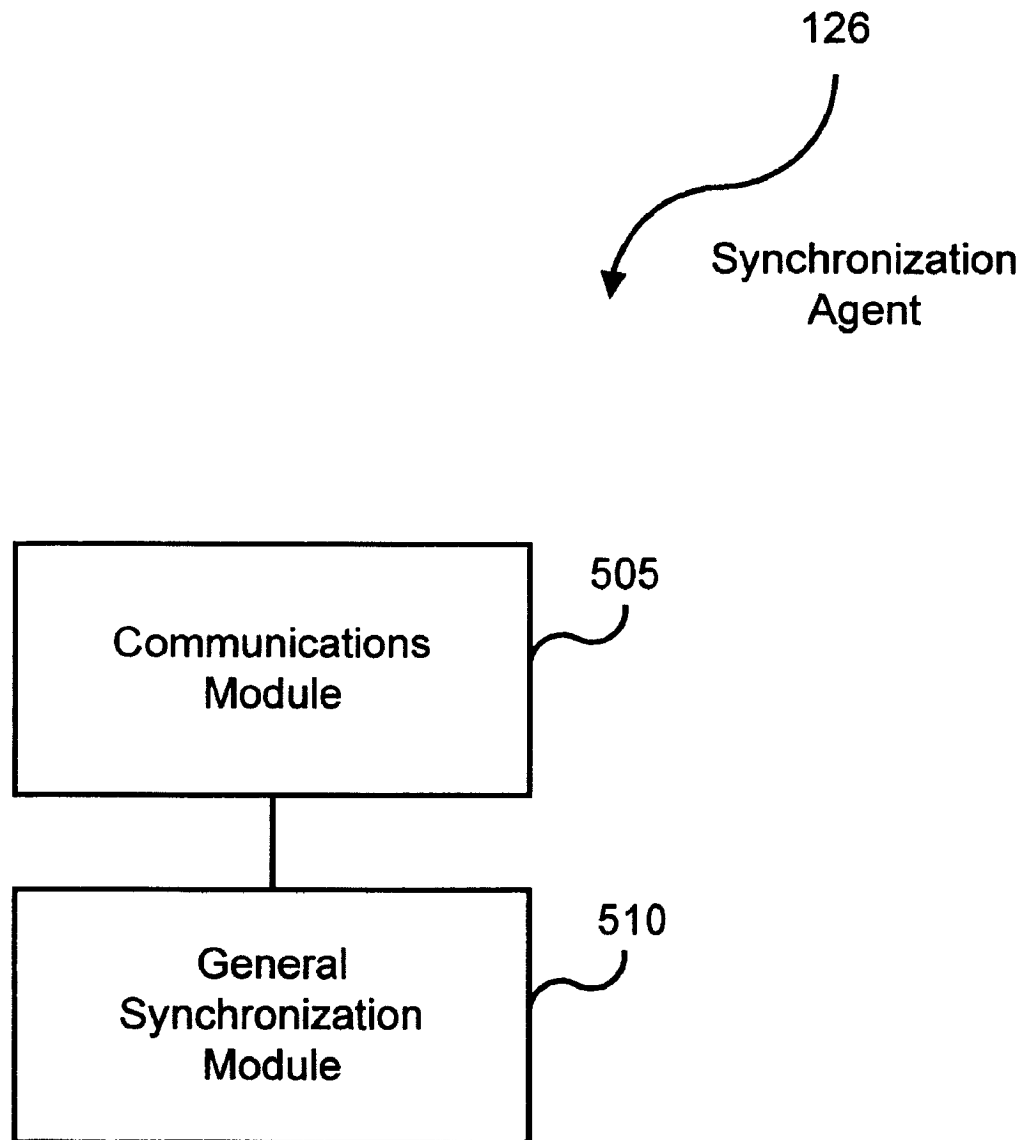 126
Synchronization
Agent
505
Communications
Module
510
General
Synchronization
Module